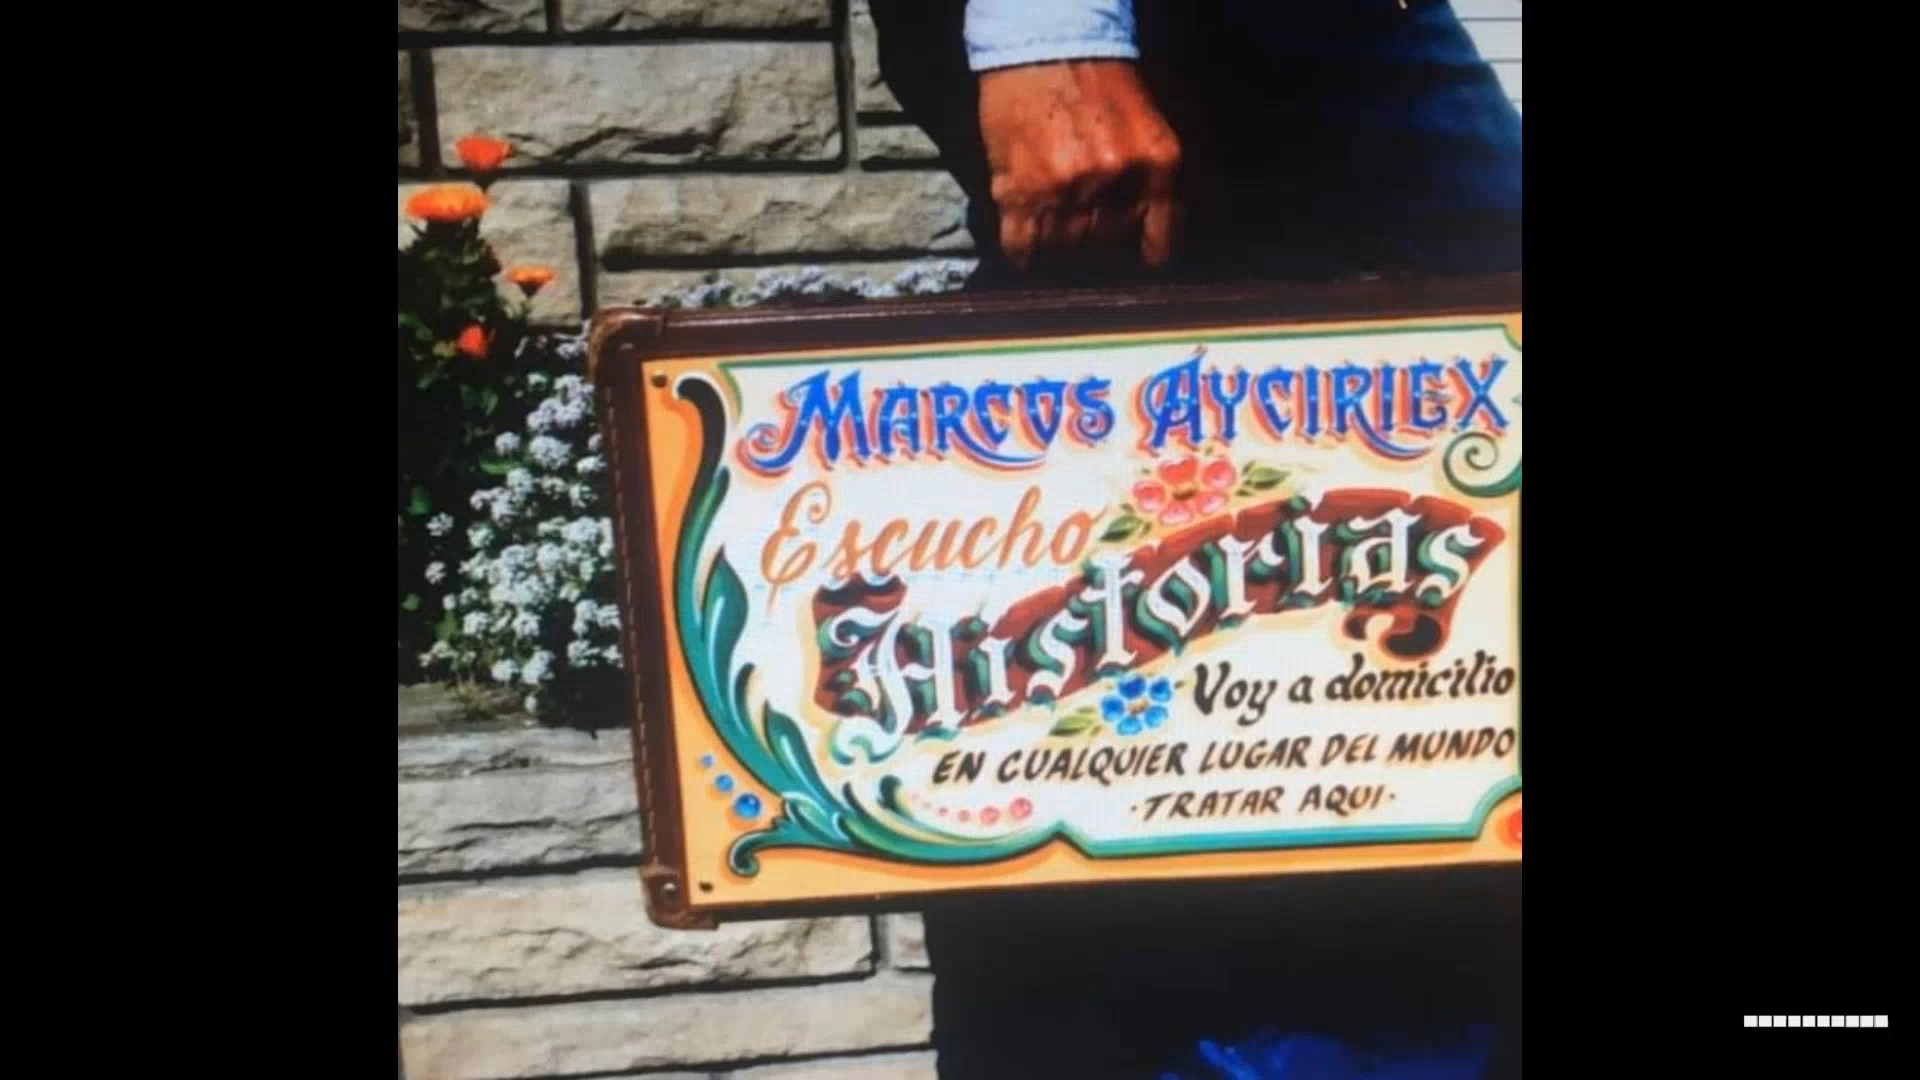 MARCOS AYCIRIEX
Escucho
Historias
Voy a domicilio
EN CUALQUIER LUGAR DEL MUNDO
·TRATAR AQUI·